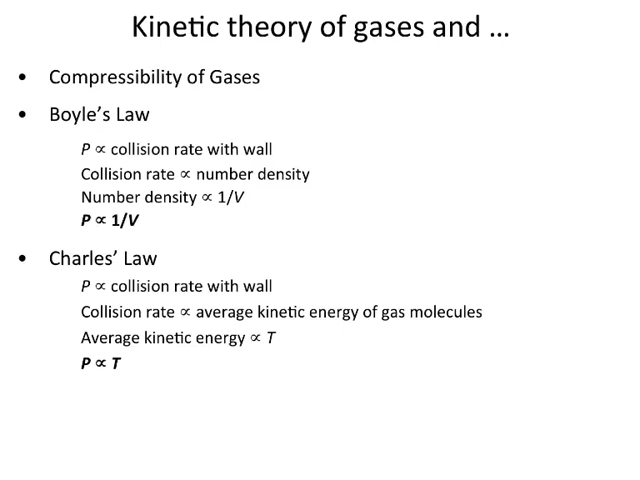 Kinetic theory of gases and …
• Compressibility of Gases
• Boyle's Law
P ∝ collision rate with wall
Collision rate ∝ number density
Number density ∝ 1/V
P ∝ 1/V
• Charles' Law
P ∝ collision rate with wall
Collision rate ∝ average kinetic energy of gas molecules
Average kinetic energy ∝ T
P ∝ T